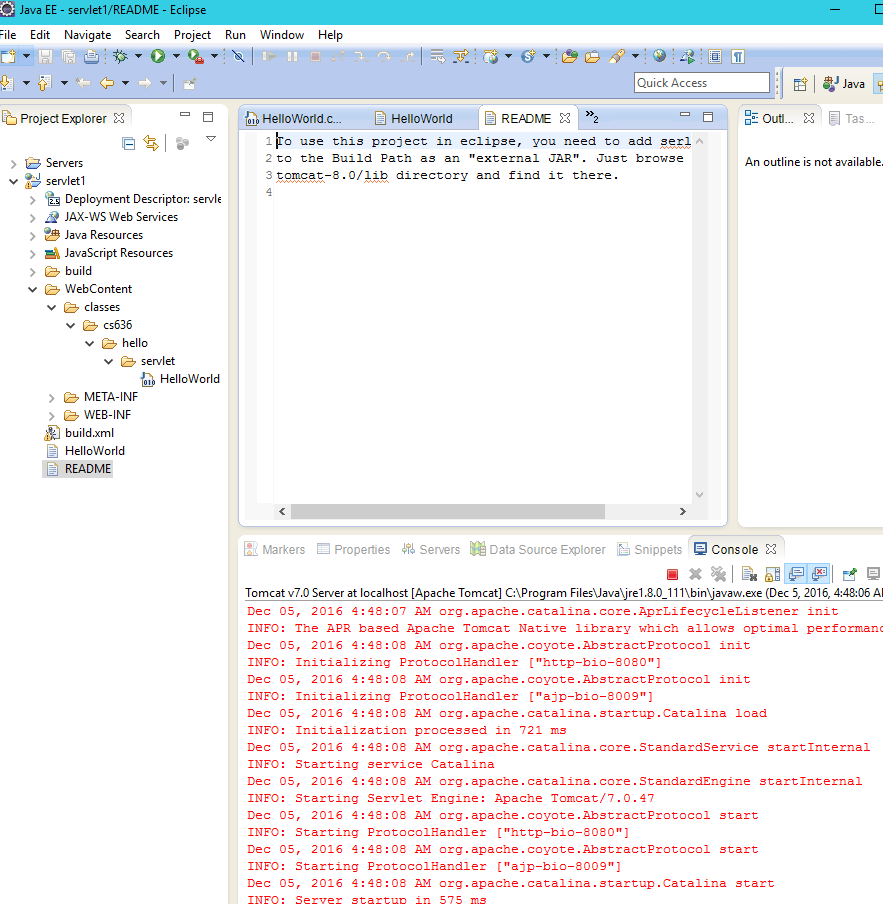 Java EE - servlet1/README - Eclipse
File Edit Navigate Search Project Run Window Help
Quick Access
Java
Project Explorer
Servers
servlet1
Deployment Descriptor: servle
JAX-WS Web Services
Java Resources
JavaScript Resources
build
WebContent
classes
cs636
hello
servlet
HelloWorld
META-INF
WEB-INF
build.xml
HelloWorld
README
HelloWorld.c... HelloWorld README »2
1 To use this project in eclipse, you need to add serl
2 to the Build Path as an "external JAR". Just browse
3 tomcat-8.0/lib directory and find it there.
4
Outl... Tas...
An outline is not available.
Markers Properties Servers Data Source Explorer Snippets Console
Tomcat v7.0 Server at localhost [Apache Tomcat] C:\Program Files\Java\jre1.8.0_111\bin\javaw.exe (Dec 5, 2016, 4:48:06 AM
Dec 05, 2016 4:48:07 AM org.apache.catalina.core.AprLifecycleListener init
INFO: The APR based Apache Tomcat Native library which allows optimal performanc
Dec 05, 2016 4:48:08 AM org.apache.coyote.AbstractProtocol init
INFO: Initializing ProtocolHandler ["http-bio-8080"]
Dec 05, 2016 4:48:08 AM org.apache.coyote.AbstractProtocol init
INFO: Initializing ProtocolHandler ["ajp-bio-8009"]
Dec 05, 2016 4:48:08 AM org.apache.catalina.startup.Catalina load
INFO: Initialization processed in 721 ms
Dec 05, 2016 4:48:08 AM org.apache.catalina.core.StandardService startInternal
INFO: Starting service Catalina
Dec 05, 2016 4:48:08 AM org.apache.catalina.core.StandardEngine startInternal
INFO: Starting Servlet Engine: Apache Tomcat/7.0.47
Dec 05, 2016 4:48:08 AM org.apache.coyote.AbstractProtocol start
INFO: Starting ProtocolHandler ["http-bio-8080"]
Dec 05, 2016 4:48:08 AM org.apache.coyote.AbstractProtocol start
INFO: Starting ProtocolHandler ["ajp-bio-8009"]
Dec 05, 2016 4:48:08 AM org.apache.catalina.startup.Catalina start
INFO: Server startup in 575 ms